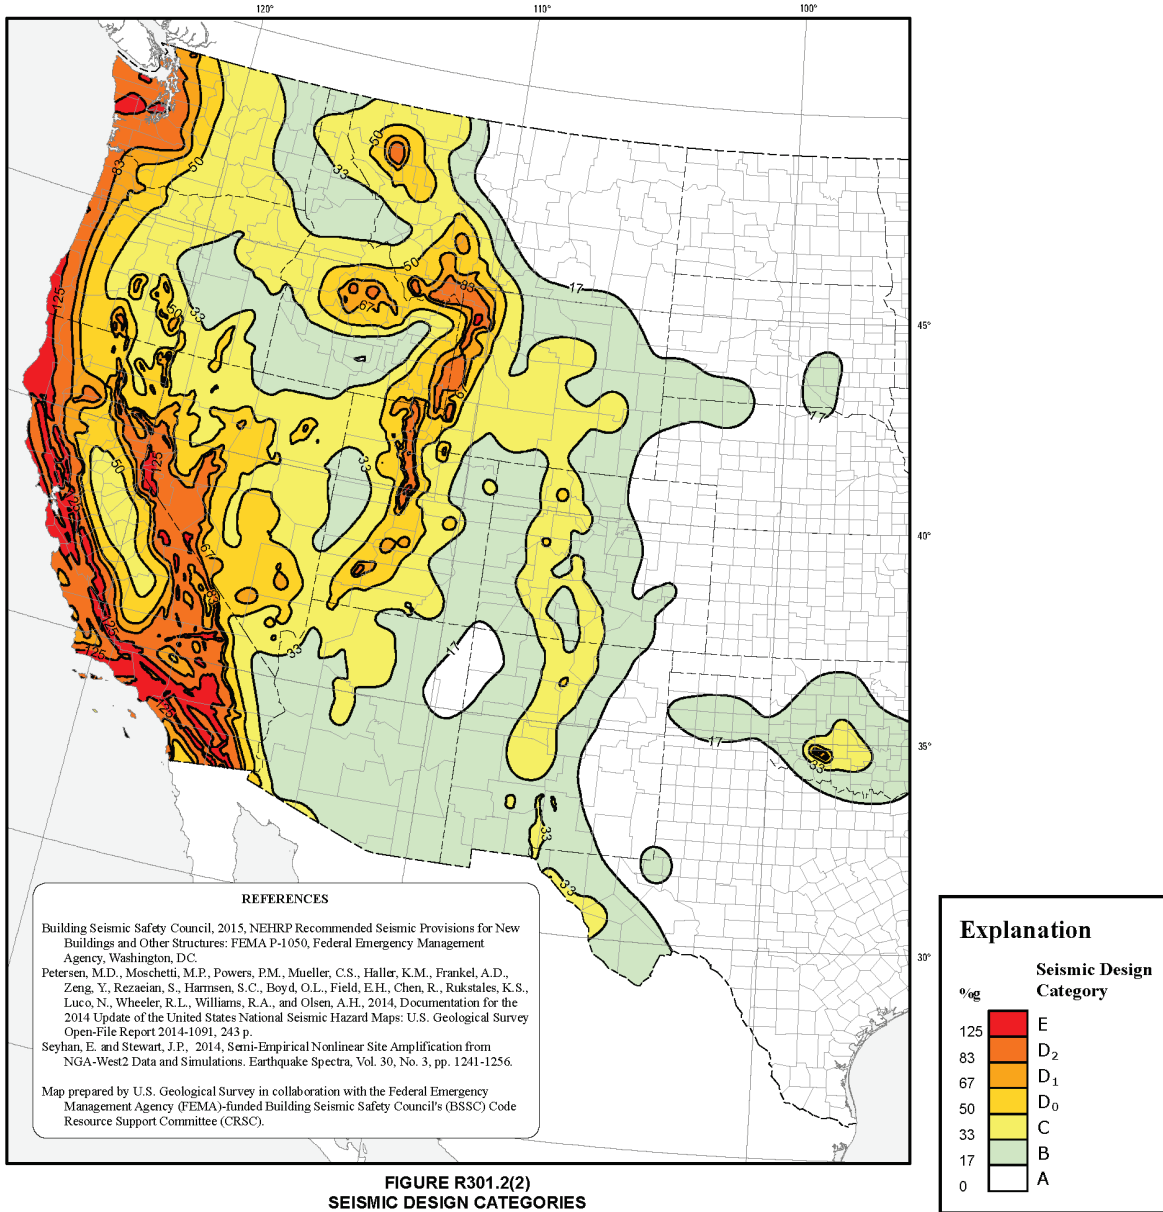 120°
110°
100°
83
50
50
33
50
17
83
67
125
50
33
45°
17
50
125
33
40°
67
83
33
17
125
125
125
35°
17
33
33
33
30°
REFERENCES
Building Seismic Safety Council, 2015, NEHRP Recommended Seismic Provisions for New
Buildings and Other Structures: FEMA P-1050, Federal Emergency Management
Agency, Washington, DC.
Petersen, M.D., Moschetti, M.P., Powers, P.M., Mueller, C.S., Haller, K.M., Frankel, A.D.,
Zeng, Y., Rezaeian, S., Harmsen, S.C., Boyd, O.L., Field, E.H., Chen, R., Rukstales, K.S.,
Luco, N., Wheeler, R.L., Williams, R.A., and Olsen, A.H., 2014, Documentation for the
2014 Update of the United States National Seismic Hazard Maps: U.S. Geological Survey
Open-File Report 2014-1091, 243 p.
Seyhan, E. and Stewart, J.P., 2014, Semi-Empirical Nonlinear Site Amplification from
NGA-West2 Data and Simulations. Earthquake Spectra, Vol. 30, No. 3, pp. 1241-1256.
Map prepared by U.S. Geological Survey in collaboration with the Federal Emergency
Management Agency (FEMA)-funded Building Seismic Safety Council's (BSSC) Code
Resource Support Committee (CRSC).
Explanation
%g
Seismic Design
Category
125 E
83 D₂
67 D₁
50 D₀
33 C
17 B
0 A
FIGURE R301.2(2)
SEISMIC DESIGN CATEGORIES